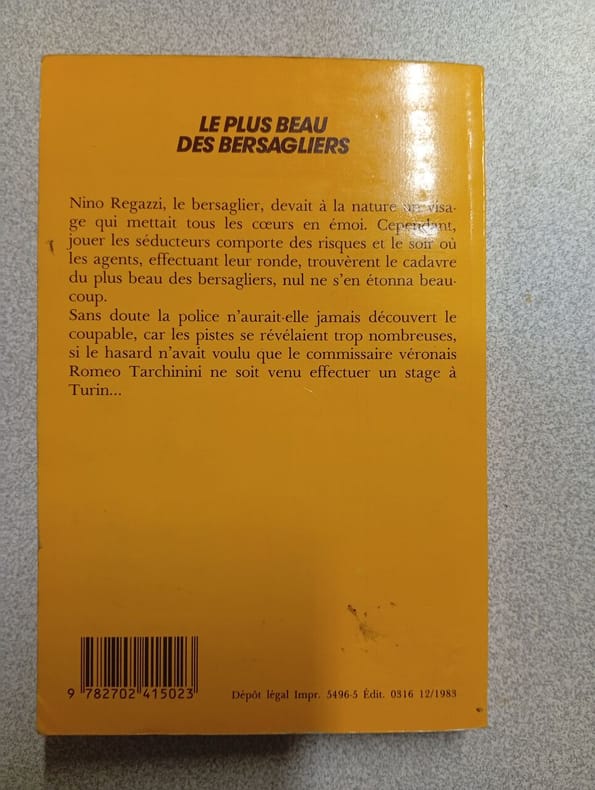 LE PLUS BEAU
DES BERSAGLIERS
Nino Regazzi, le bersaglier, devait à la nature un visa-
ge qui mettait tous les cœurs en émoi. Cependant,
jouer les séducteurs comporte des risques et le soir où
les agents, effectuant leur ronde, trouvèrent le cadavre
du plus beau des bersagliers, nul ne s'en étonna beau-
coup.
Sans doute la police n'aurait-elle jamais découvert le
coupable, car les pistes se révélaient trop nombreuses,
si le hasard n'avait voulu que le commissaire véronais
Romeo Tarchinini ne soit venu effectuer un stage à
Turin...
9 782702 415023
Dépôt légal Impr. 5496-5 Édit. 0316 12/1983